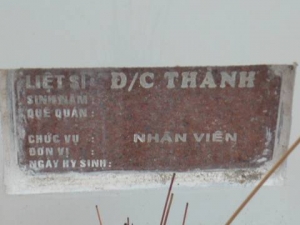 LIỆT SĨ: Đ/C THÀNH
SINH NĂM :
QUÊ QUÁN :
CHỨC VỤ : NHÂN VIÊN
ĐƠN VỊ :
NGÀY HY SINH :